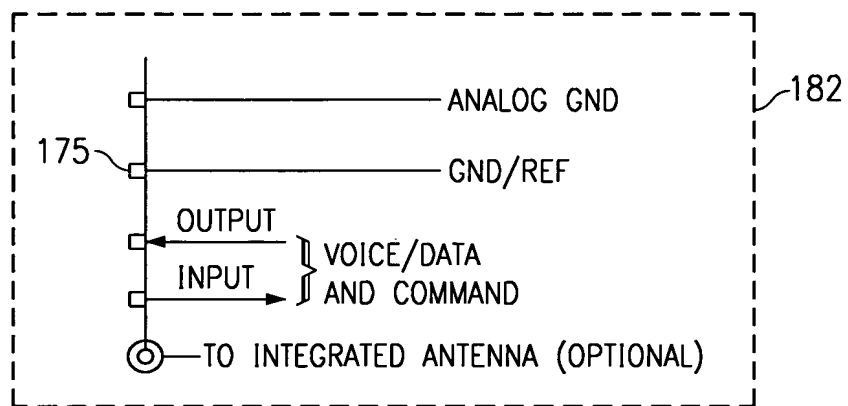 ANALOG GND
182
175
GND/REF
OUTPUT
VOICE/DATA
INPUT
AND COMMAND
TO INTEGRATED ANTENNA (OPTIONAL)